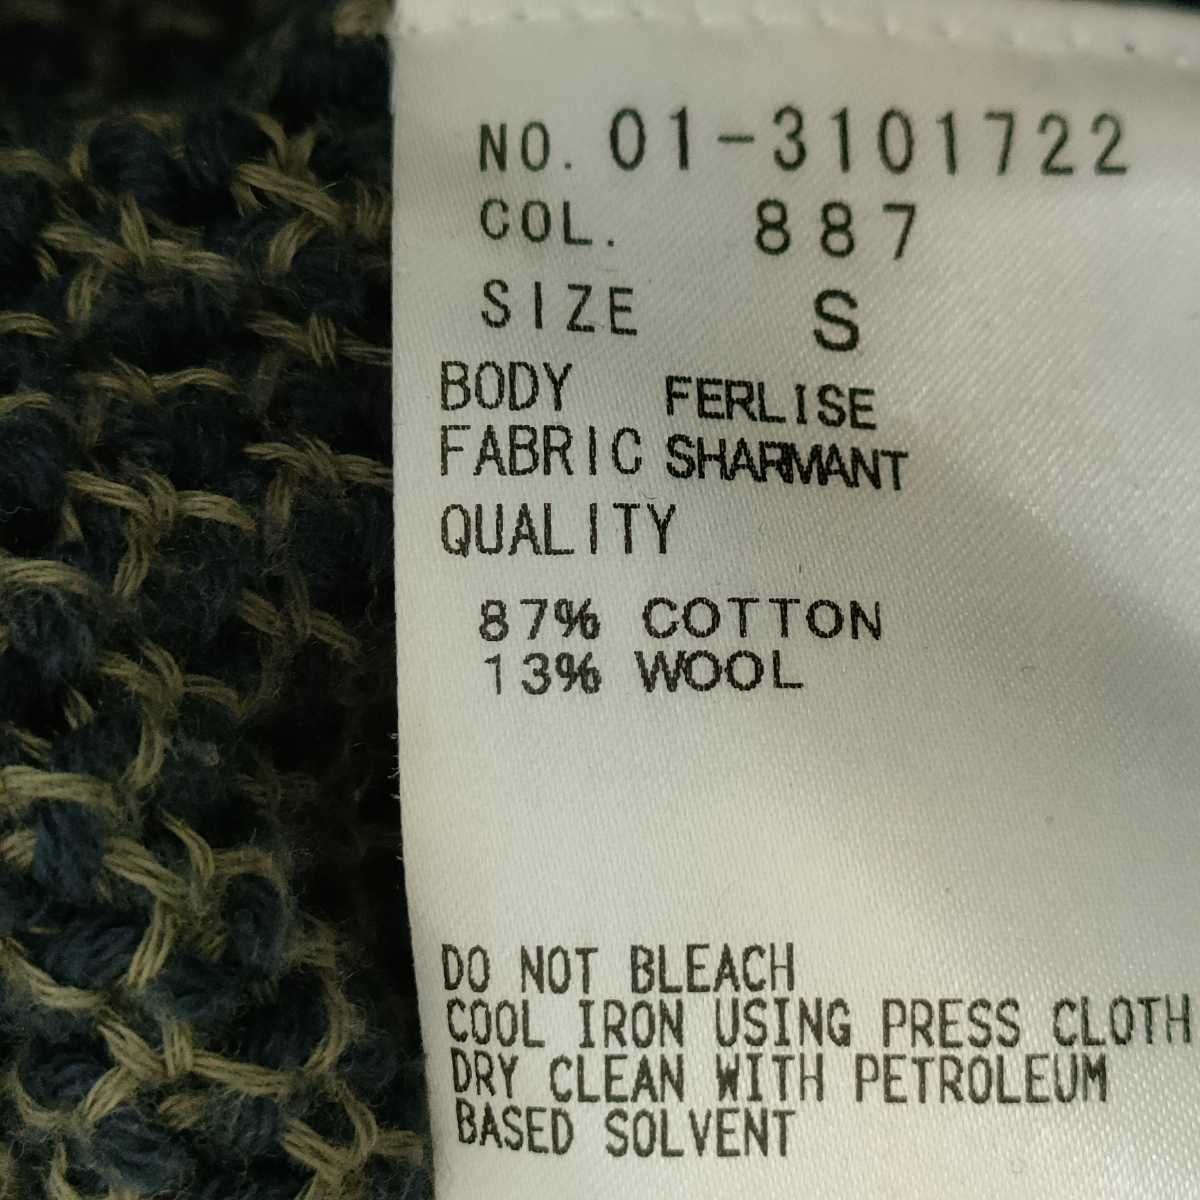 NO. 01-3101722
COL. 887
SIZE S
BODY FERLISE
FABRIC SHARMANT
QUALITY
87% COTTON
13% WOOL
DO NOT BLEACH
COOL IRON USING PRESS CLOTH
DRY CLEAN WITH PETROLEUM
BASED SOLVENT